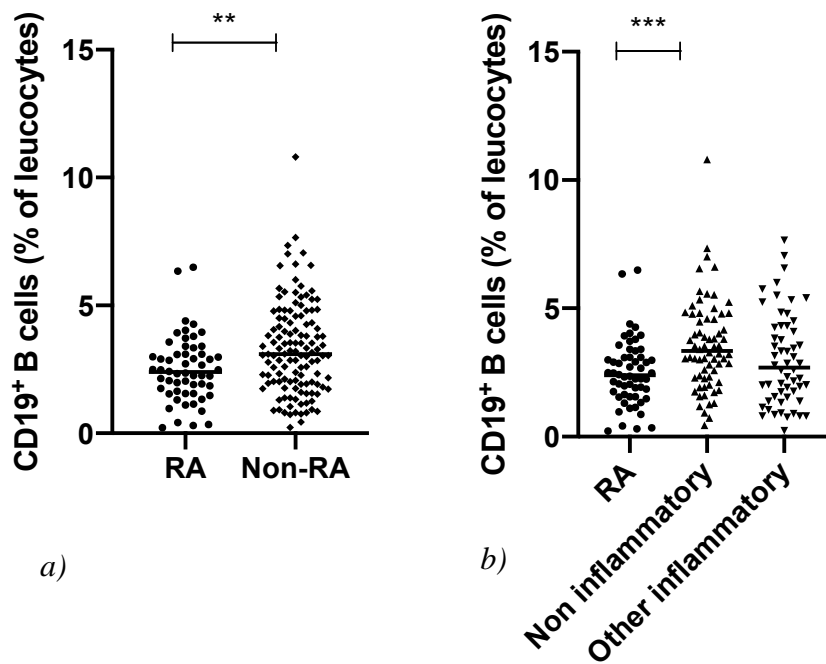 **
CD19+ B cells (% of leucocytes)
15
10
5
0
RA Non-RA
a)
***
CD19+ B cells (% of leucocytes)
15
10
5
0
RA
Non inflammatory
Other inflammatory
b)